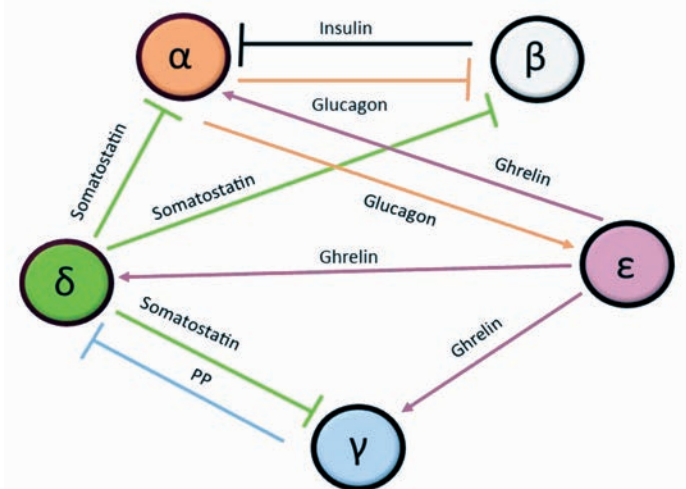 Insulin
α
β
Glucagon
Somatostatin
Somatostatin
Ghrelin
Glucagon
Ghrelin
δ
ε
Somatostatin
Ghrelin
PP
γ